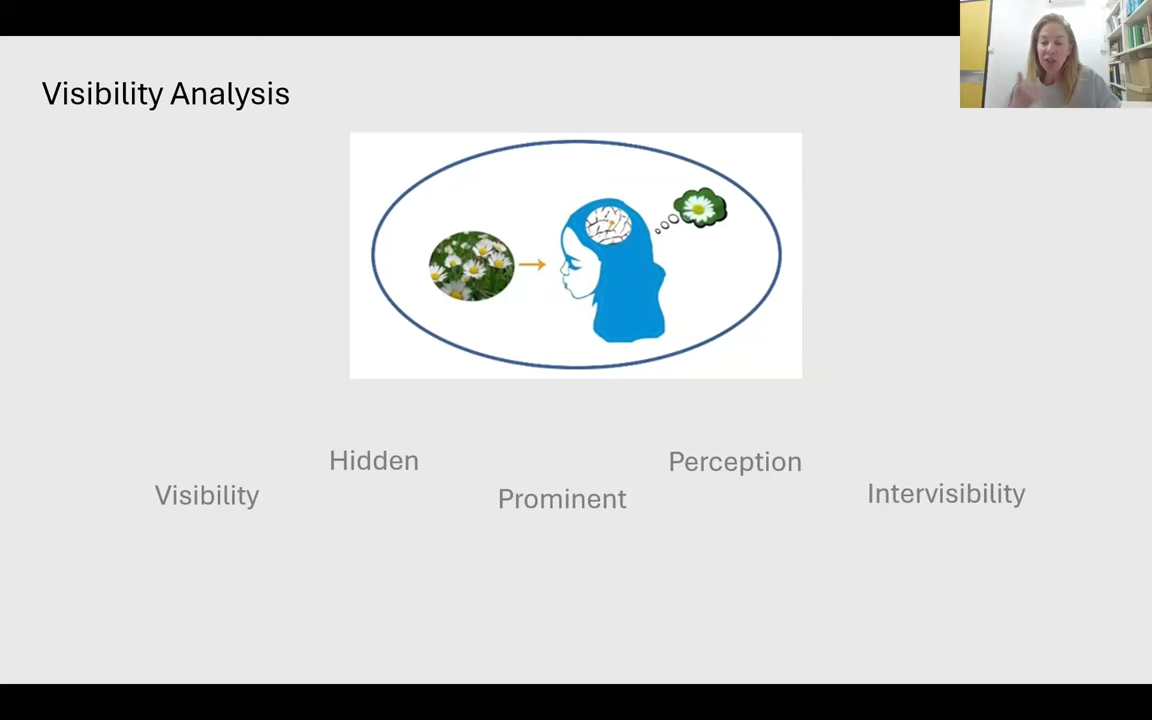 Visibility Analysis
Hidden
Perception
Visibility
Prominent
Intervisibility